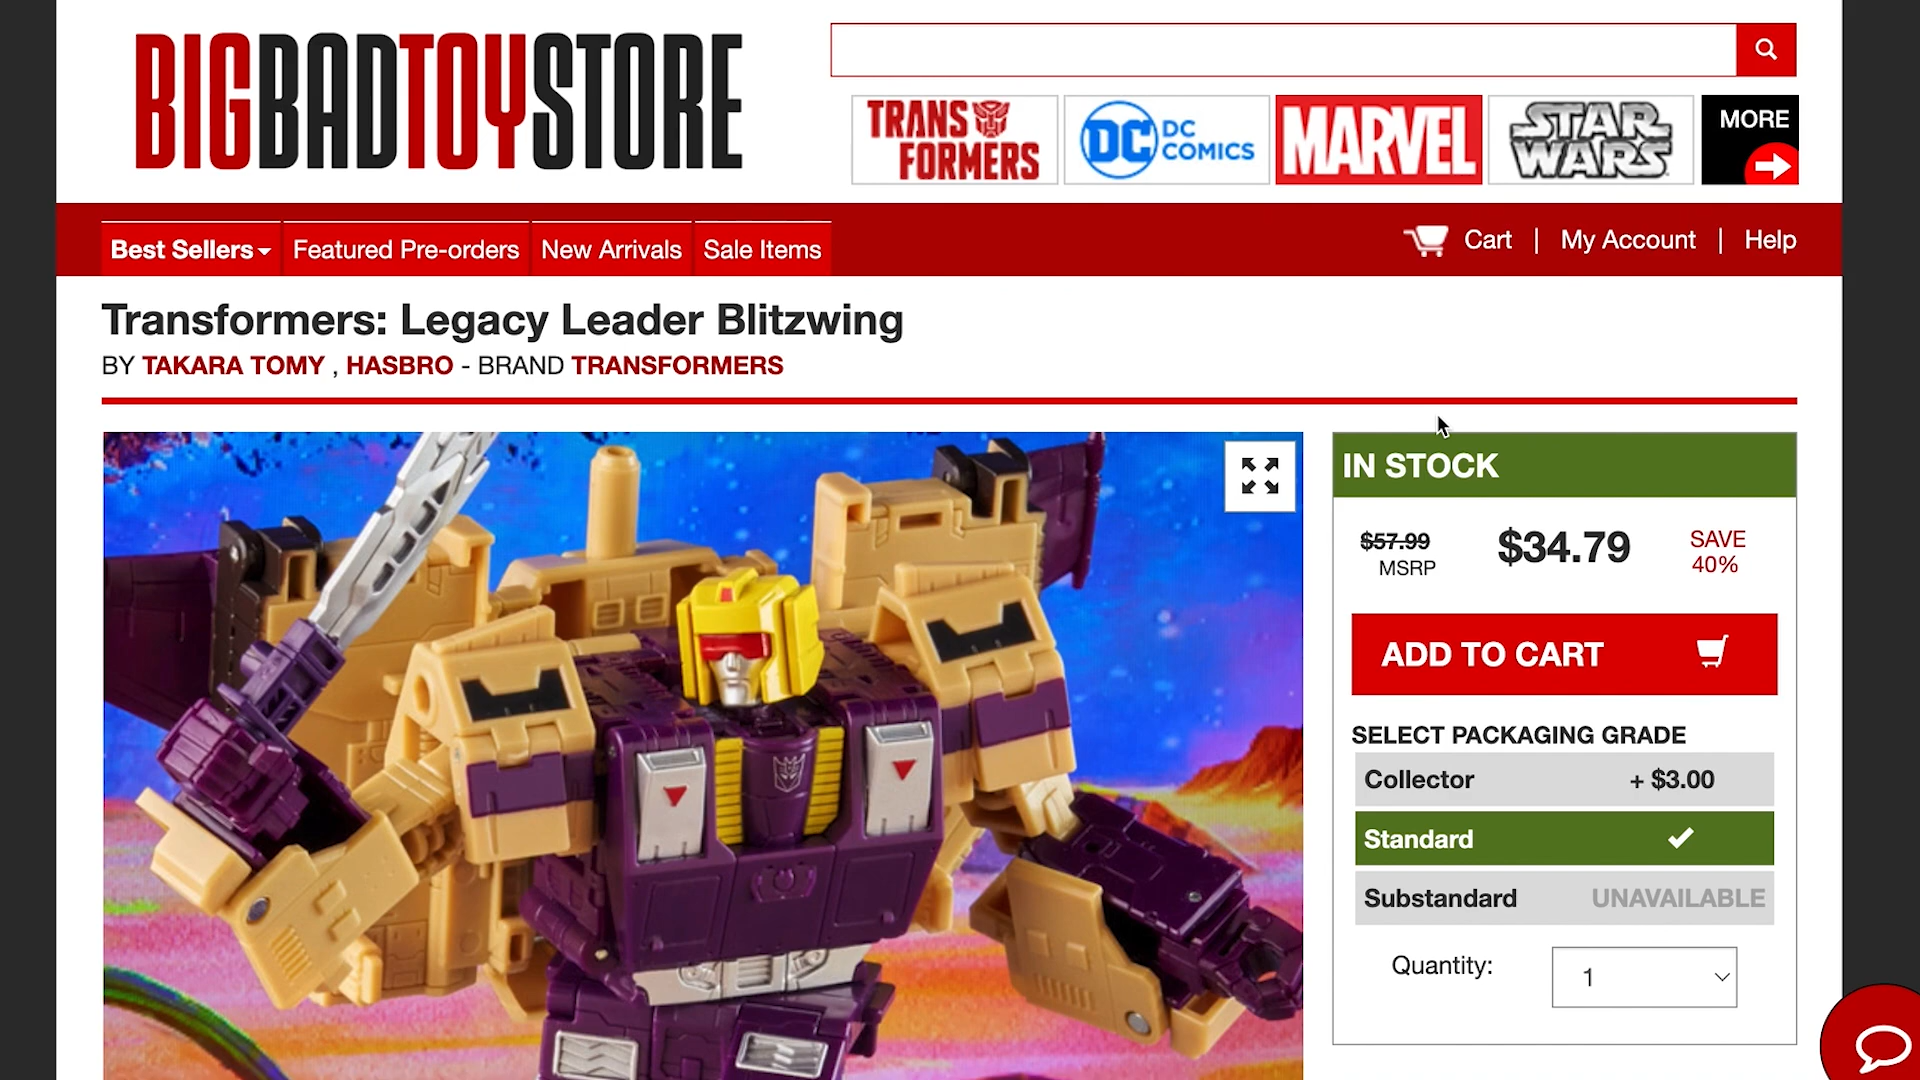 BIGBADTOYSTORE
TRANSFORMERS
DC DC COMICS
MARVEL
STAR WARS
MORE
Best Sellers
Featured Pre-orders
New Arrivals
Sale Items
Cart | My Account | Help
Transformers: Legacy Leader Blitzwing
BY TAKARA TOMY , HASBRO - BRAND TRANSFORMERS
IN STOCK
$57.99
MSRP
$34.79
SAVE
40%
ADD TO CART
SELECT PACKAGING GRADE
Collector + $3.00
Standard
Substandard UNAVAILABLE
Quantity: 1